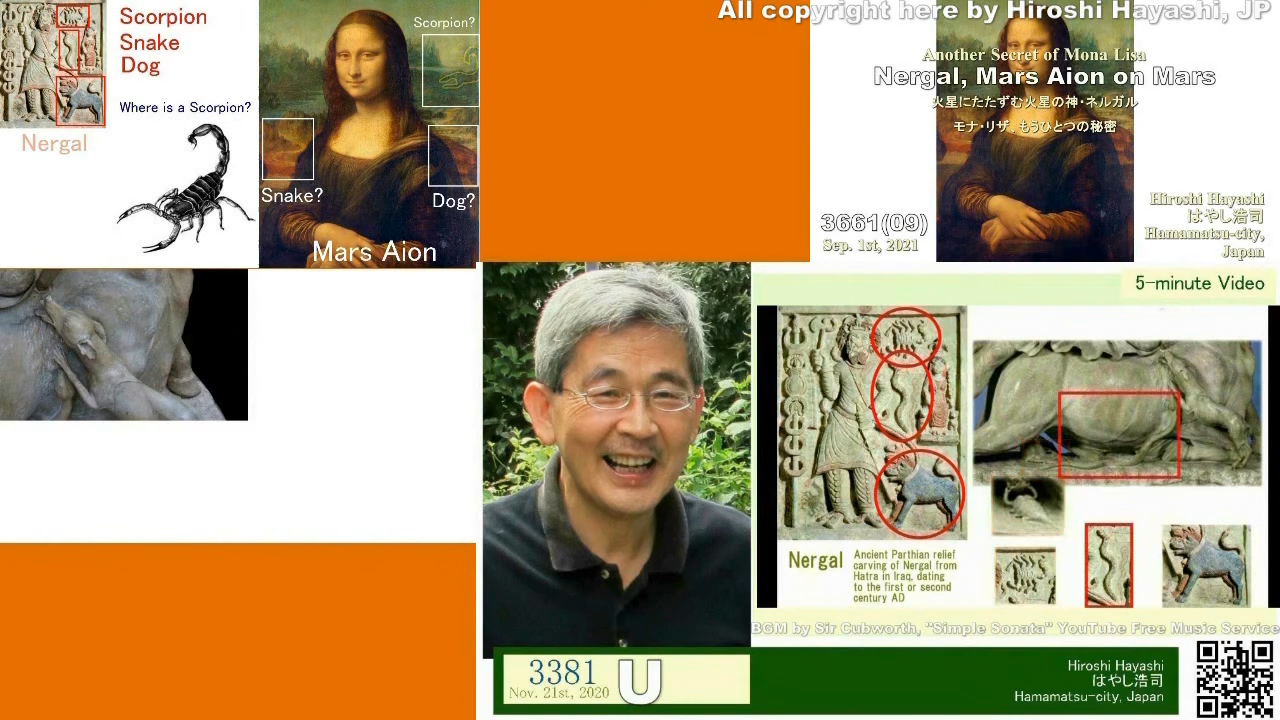 All copyright here by Hiroshi Hayashi, JP
Scorpion
Snake
Dog
Where is a Scorpion?
Nergal
Scorpion?
Snake?
Dog?
Mars Aion
Another Secret of Mona Lisa
Nergal, Mars Aion on Mars
火星にたたずむ火星の神・ネルガル
モナ・リザ、もうひとつの秘密
3661(09)
Sep. 1st, 2021
Hiroshi Hayashi
はやし浩司
Hamamatsu-city,
Japan
5-minute Video
Nergal
Ancient Parthian relief
carving of Nergal from
Hatra in Iraq, dating
to the first or second
century AD
BGM by Sir Cubworth, "Simple Sonata" YouTube Free Music Service
3381
Nov. 21st, 2020
U
Hiroshi Hayashi
はやし浩司
Hamamatsu-city, Japan